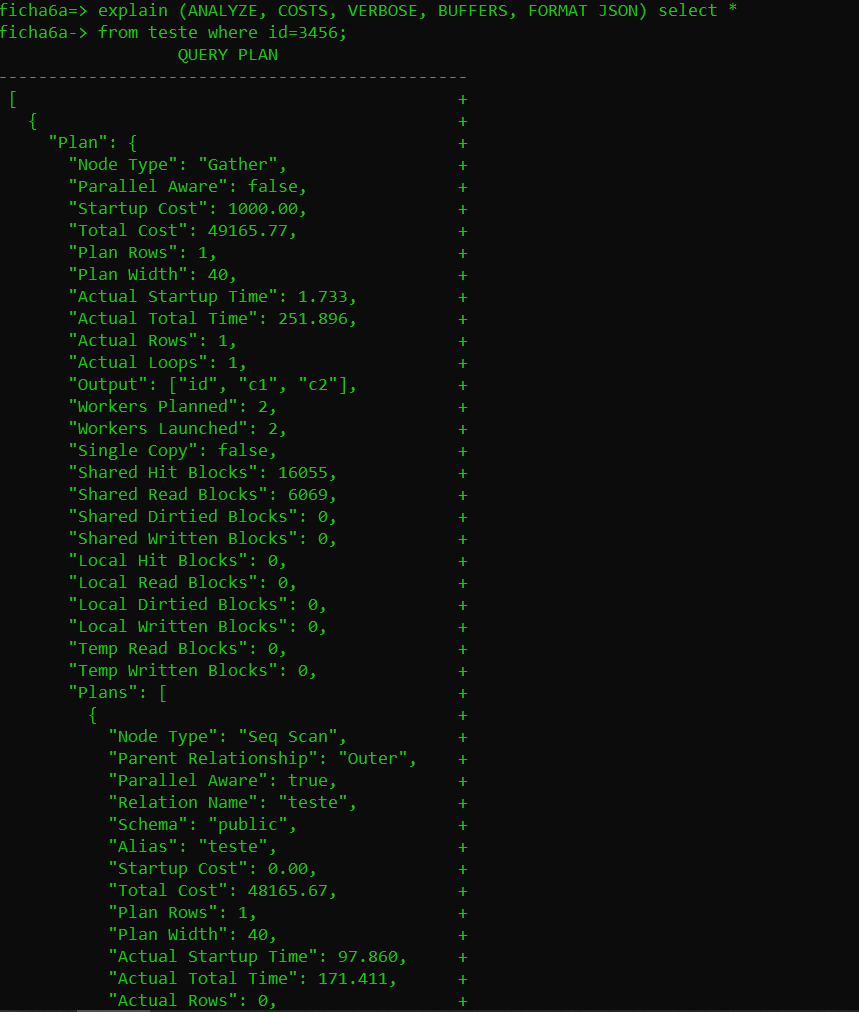 ficha6a=> explain (ANALYZE, COSTS, VERBOSE, BUFFERS, FORMAT JSON) select *
ficha6a-> from teste where id=3456;
                  QUERY PLAN
-----------------------------------------------
 [                                            +
   {                                          +
     "Plan": {                                +
       "Node Type": "Gather",                 +
       "Parallel Aware": false,               +
       "Startup Cost": 1000.00,               +
       "Total Cost": 49165.77,                +
       "Plan Rows": 1,                        +
       "Plan Width": 40,                      +
       "Actual Startup Time": 1.733,          +
       "Actual Total Time": 251.896,          +
       "Actual Rows": 1,                      +
       "Actual Loops": 1,                     +
       "Output": ["id", "c1", "c2"],          +
       "Workers Planned": 2,                  +
       "Workers Launched": 2,                 +
       "Single Copy": false,                  +
       "Shared Hit Blocks": 16055,            +
       "Shared Read Blocks": 6069,            +
       "Shared Dirtied Blocks": 0,            +
       "Shared Written Blocks": 0,            +
       "Local Hit Blocks": 0,                 +
       "Local Read Blocks": 0,                +
       "Local Dirtied Blocks": 0,             +
       "Local Written Blocks": 0,             +
       "Temp Read Blocks": 0,                 +
       "Temp Written Blocks": 0,              +
       "Plans": [                             +
         {                                    +
           "Node Type": "Seq Scan",           +
           "Parent Relationship": "Outer",    +
           "Parallel Aware": true,            +
           "Relation Name": "teste",          +
           "Schema": "public",                +
           "Alias": "teste",                  +
           "Startup Cost": 0.00,              +
           "Total Cost": 48165.67,            +
           "Plan Rows": 1,                    +
           "Plan Width": 40,                  +
           "Actual Startup Time": 97.860,     +
           "Actual Total Time": 171.411,      +
           "Actual Rows": 0,                  +